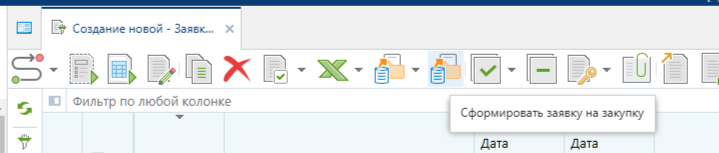 Создание новой - Заявк...
Фильтр по любой колонке
Сформировать заявку на закупку
Дата Дата